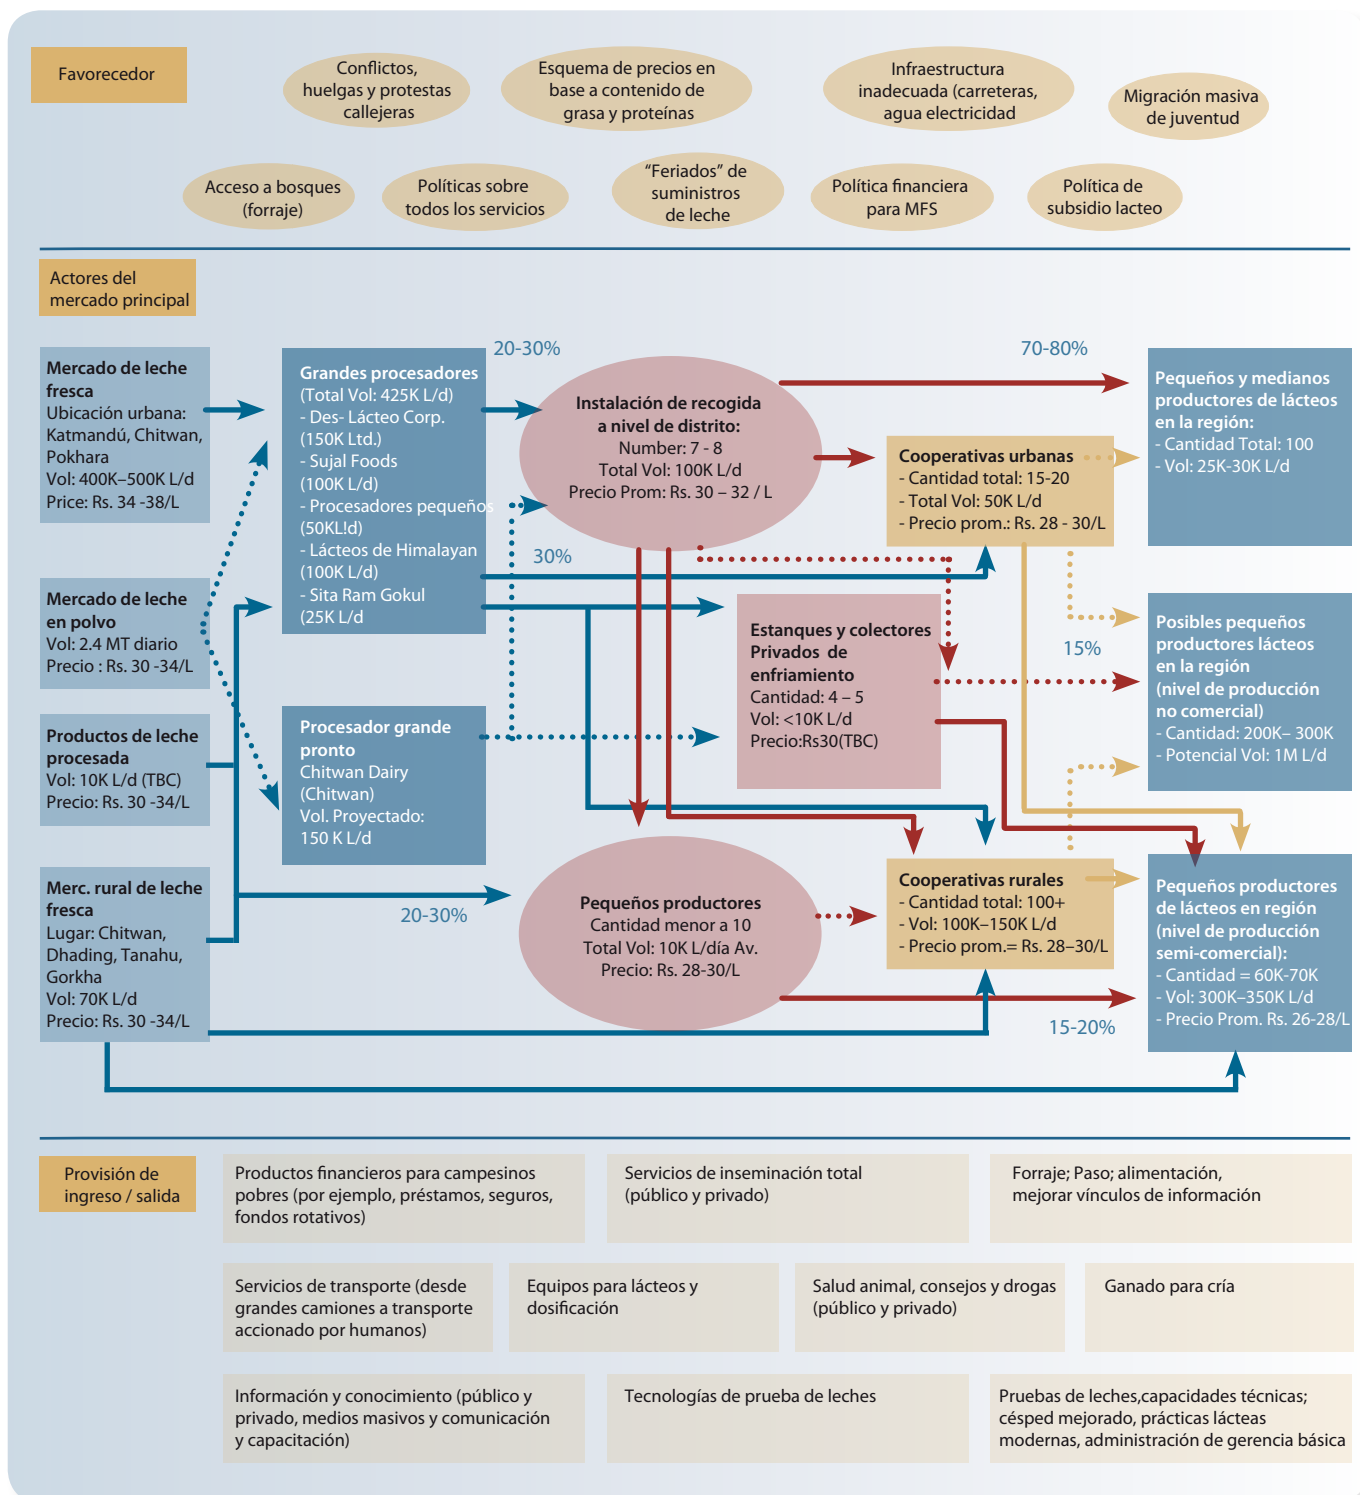 Favorecedor
Conflictos,
huelgas y protestas
callejeras
Esquema de precios en
base a contenido de
grasa y proteínas
Infraestructura
inadecuada (carreteras,
agua electricidad
Migración masiva
de juventud
Acceso a bosques
(forraje)
Políticas sobre
todos los servicios
“Feriados” de
suministros
de leche
Política financiera
para MFS
Política de
subsidio lacteo
Actores del
mercado principal
Mercado de leche
fresca
Ubicación urbana:
Katmandú, Chitwan,
Pokhara
Vol: 400K–500K L/d
Price: Rs. 34 -38/L
Mercado de leche
en polvo
Vol: 2.4 MT diario
Precio : Rs. 30 -34/L
Productos de leche
procesada
Vol: 10K L/d (TBC)
Precio: Rs. 30 -34/L
Merc. rural de leche
fresca
Lugar: Chitwan,
Dhading, Tanahu,
Gorkha
Vol: 70K L/d
Precio: Rs. 30 -34/L
Grandes procesadores
(Total Vol: 425K L/d)
- Des- Lácteo Corp.
(150K Ltd.)
- Sujal Foods
(100K L/d)
- Procesadores pequeños
(50KL!d)
- Lácteos de Himalayan
(100K L/d)
- Sita Ram Gokul
(25K L/d
Procesador grande
pronto
Chitwan Dairy
(Chitwan)
Vol. Proyectado:
150 K L/d
20-30%
30%
20-30%
Instalación de recogida
a nivel de distrito:
Number: 7 - 8
Total Vol: 100K L/d
Precio Prom: Rs. 30 – 32 / L
Estanques y colectores
Privados de
enfriamiento
Cantidad: 4 – 5
Vol: <10K L/d
Precio:Rs30(TBC)
Pequeños productores
Cantidad menor a 10
Total Vol: 10K L/día Av.
Precio: Rs. 28-30/L
70-80%
Cooperativas urbanas
- Cantidad total: 15-20
- Total Vol: 50K L/d
- Precio prom.: Rs. 28 - 30/L
15%
Cooperativas rurales
- Cantidad total: 100+
- Vol: 100K–150K L/d
- Precio prom.= Rs. 28–30/L
15-20%
Pequeños y medianos
productores de lácteos
en la región:
- Cantidad Total: 100
- Vol: 25K-30K L/d
Posibles pequeños
productores lácteos
en la región
(nivel de producción
no comercial)
- Cantidad: 200K– 300K
- Potencial Vol: 1M L/d
Pequeños productores
de lácteos en región
(nivel de producción
semi-comercial):
- Cantidad = 60K-70K
- Vol: 300K–350K L/d
- Precio Prom. Rs. 26-28/L
Provisión de
ingreso / salida
Productos financieros para campesinos
pobres (por ejemplo, préstamos, seguros,
fondos rotativos)
Servicios de inseminación total
(público y privado)
Forraje; Paso; alimentación,
mejorar vínculos de información
Servicios de transporte (desde
grandes camiones a transporte
accionado por humanos)
Equipos para lácteos y
dosificación
Salud animal, consejos y drogas
(público y privado)
Ganado para cría
Información y conocimiento (público y
privado, medios masivos y comunicación
y capacitación)
Tecnologías de prueba de leches
Pruebas de leches,capacidades técnicas;
césped mejorado, prácticas lácteas
modernas, administración de gerencia básica